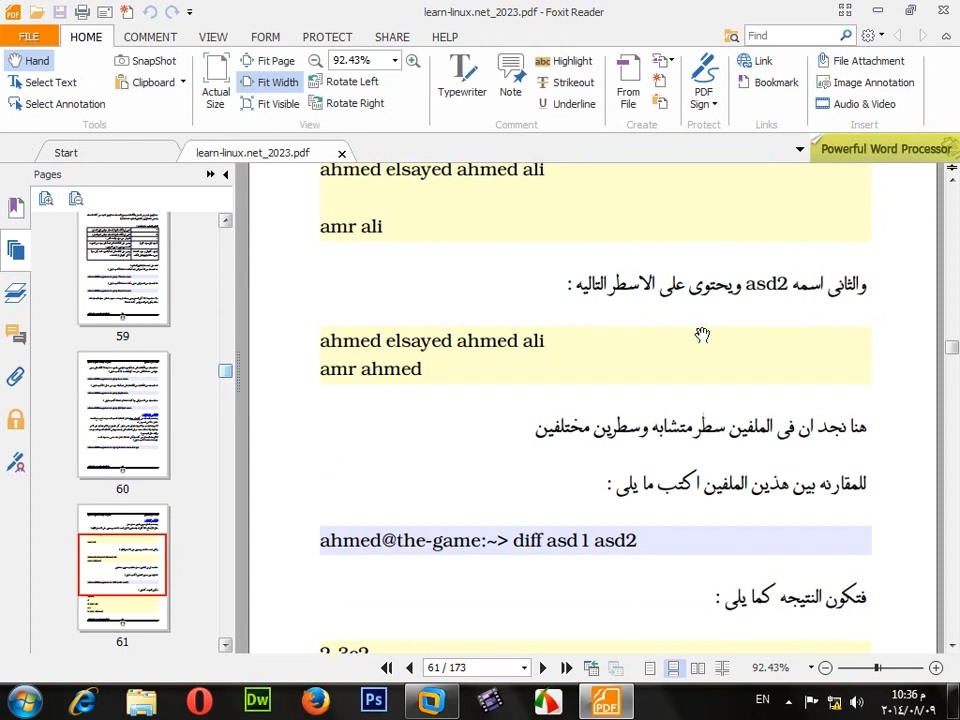 learn-linux.net_2023.pdf - Foxit Reader
FILE HOME COMMENT VIEW FORM PROTECT SHARE HELP Find
Hand SnapShot Fit Page 92.43% Highlight Link File Attachment
Select Text Clipboard Actual Size Fit Width Rotate Left Typewriter Note Strikeout From File PDF Sign Bookmark Image Annotation
Select Annotation Fit Visible Rotate Right Underline Audio & Video
Tools View Comment Create Protect Links Insert
Start learn-linux.net_2023.pdf Powerful Word Processor
Pages
59
60
61
ahmed elsayed ahmed ali
amr ali
والثانى اسمه asd2 ويحتوى على الاسطر التاليه :
ahmed elsayed ahmed ali
amr ahmed
هنا نجد ان فى الملفين سطر متشابه وسطرين مختلفين
للمقارنه بين هذين الملفين اكتب ما يلى :
ahmed@the-game:~> diff asd1 asd2
فتكون النتيجه كما يلى :
2,3c2
61 / 173 92.43%
EN 10:36 م
٢٠١٤/٠٨/٠٩